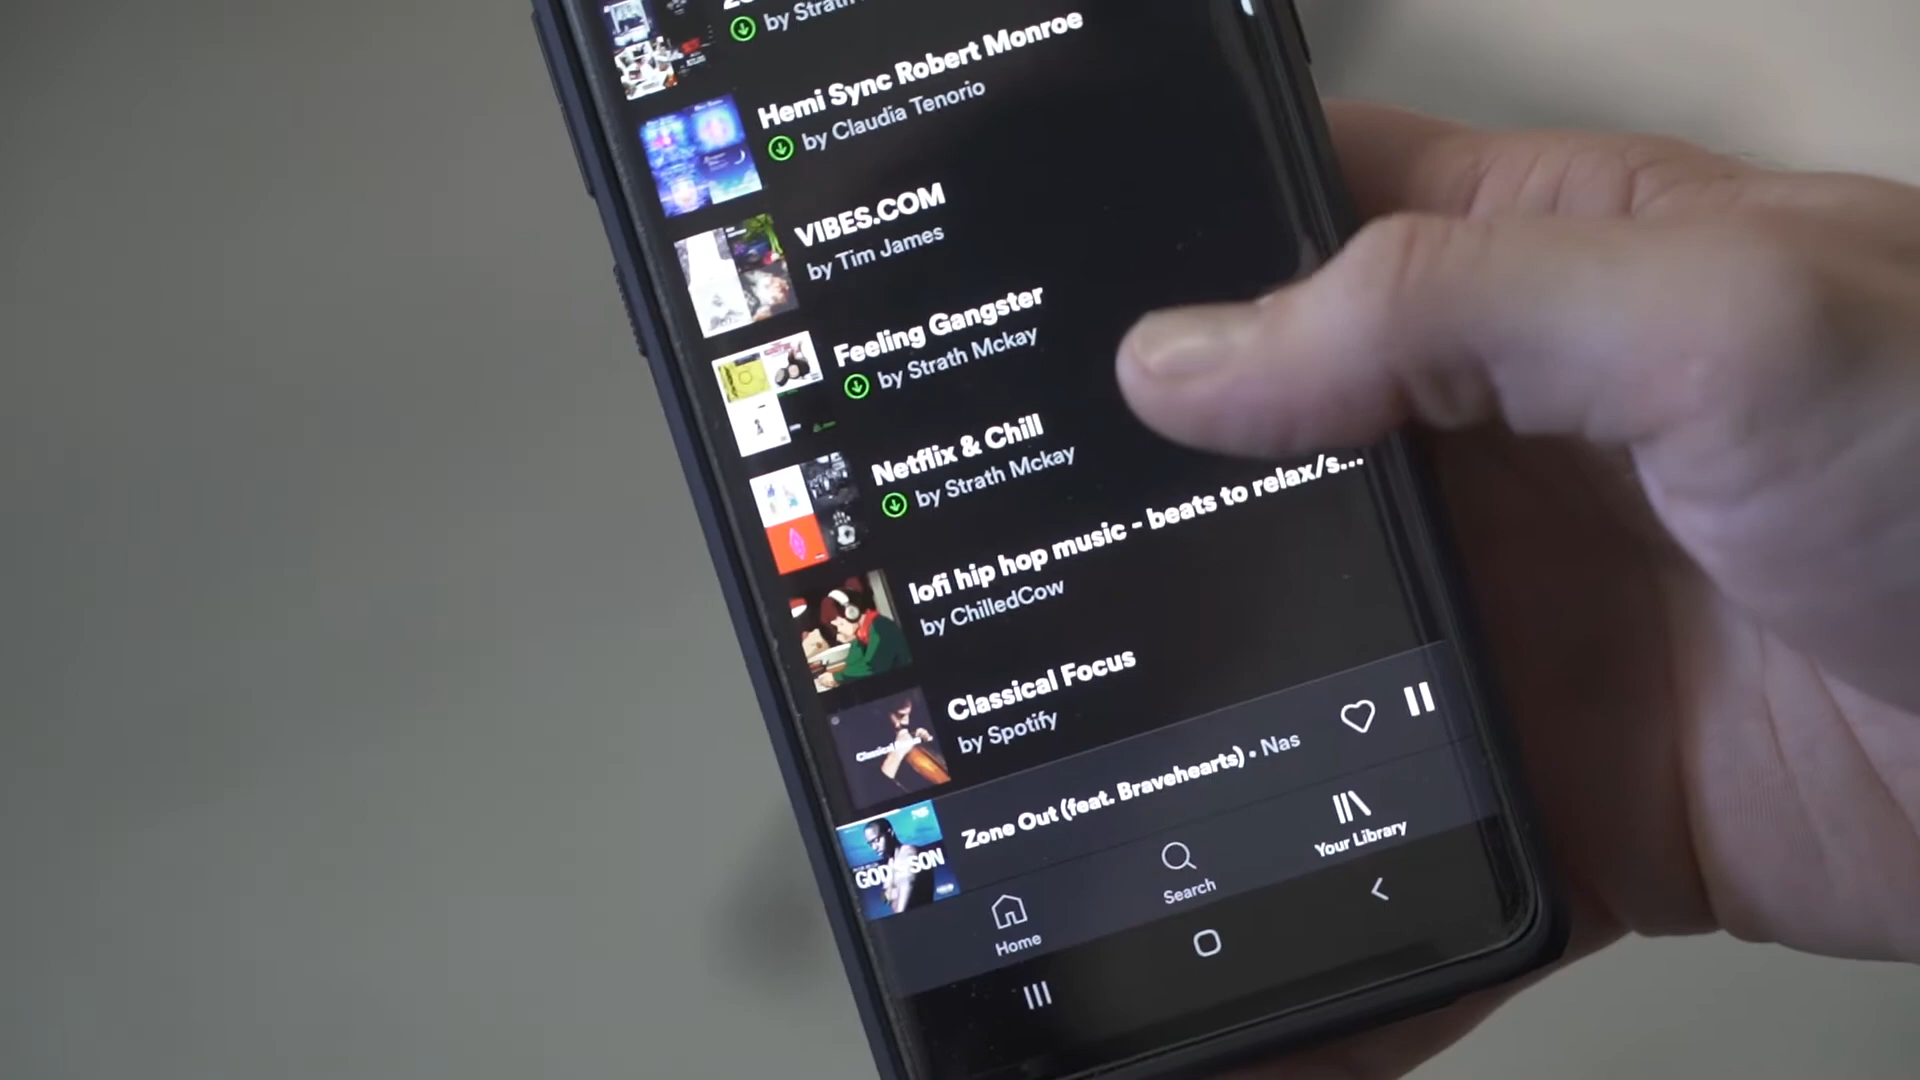 by Strath
Hemi Sync Robert Monroe
by Claudia Tenorio
VIBES.COM
by Tim James
Feeling Gangster
by Strath Mckay
Netflix & Chill
by Strath Mckay
lofi hip hop music - beats to relax/s...
by ChilledCow
Classical Focus
by Spotify
Zone Out (feat. Bravehearts) • Nas
GOD'S SON
Home
Search
Your Library